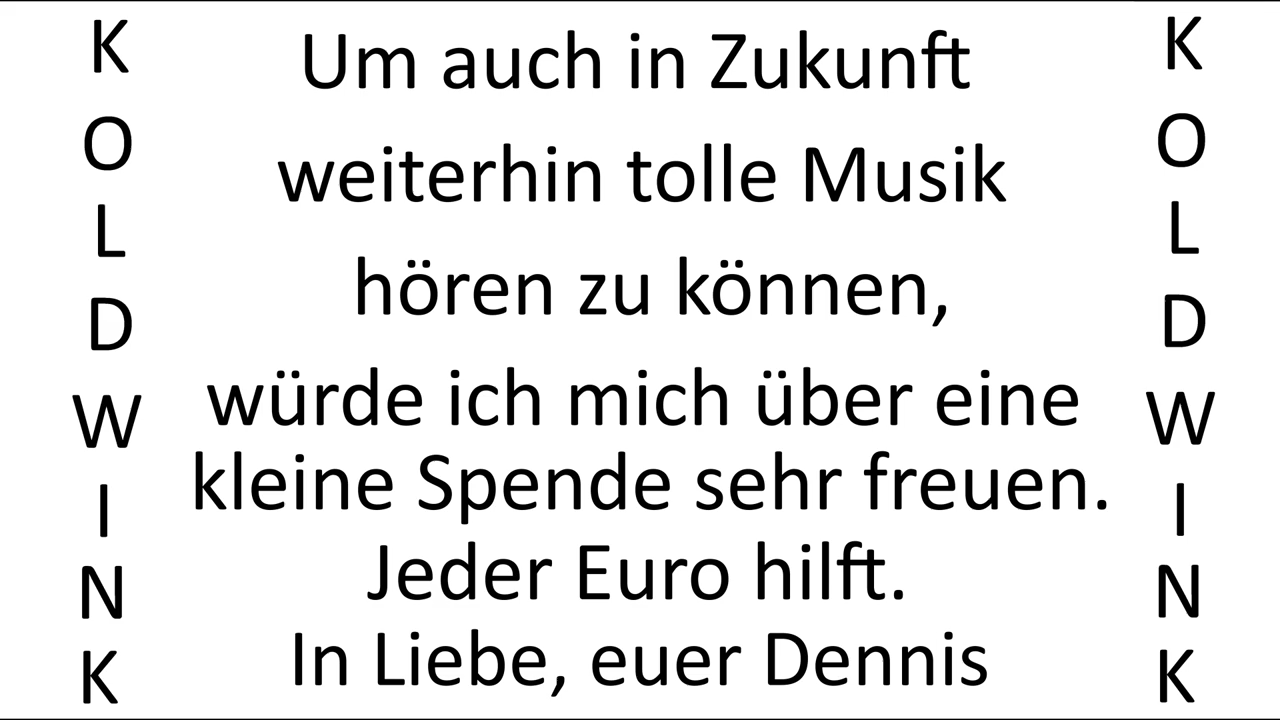 KOLDWINK
Um auch in Zukunft
weiterhin tolle Musik
hören zu können,
würde ich mich über eine
kleine Spende sehr freuen.
Jeder Euro hilft.
In Liebe, euer Dennis
KOLDWINK